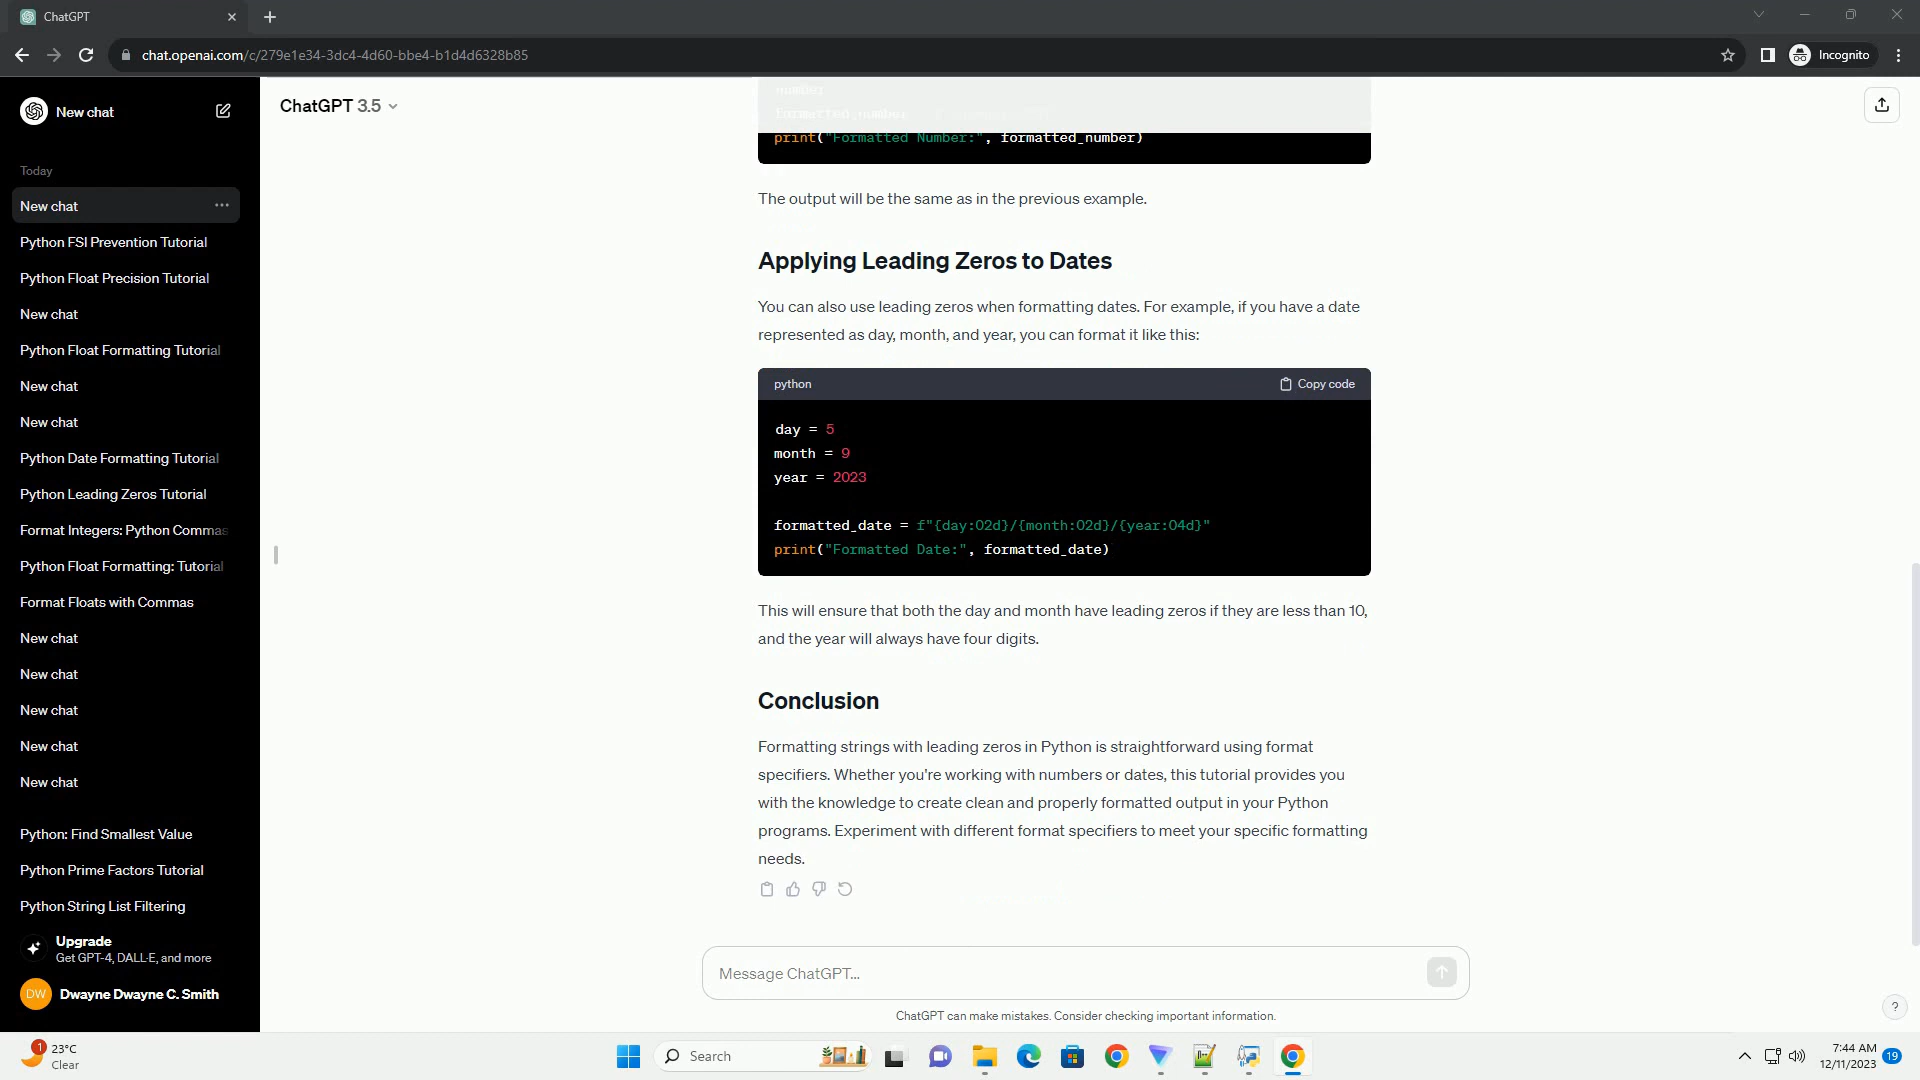 ChatGPT
chat.openai.com/c/279e1e34-3dc4-4d60-bbe4-b1d4d6328b85
Incognito
New chat
Today
New chat
Python FSI Prevention Tutorial
Python Float Precision Tutorial
New chat
Python Float Formatting Tutorial
New chat
New chat
Python Date Formatting Tutorial
Python Leading Zeros Tutorial
Format Integers: Python Commas
Python Float Formatting: Tutorial
Format Floats with Commas
New chat
New chat
New chat
New chat
New chat
Python: Find Smallest Value
Python Prime Factors Tutorial
Python String List Filtering
Upgrade
Get GPT-4, DALL·E, and more
DW
Dwayne Dwayne C. Smith
ChatGPT 3.5
number
formatted_number
print("Formatted Number:", formatted_number)
The output will be the same as in the previous example.
Applying Leading Zeros to Dates
You can also use leading zeros when formatting dates. For example, if you have a date
represented as day, month, and year, you can format it like this:
python
Copy code
day = 5
month = 9
year = 2023
formatted_date = f"{day:02d}/{month:02d}/{year:04d}"
print("Formatted Date:", formatted_date)
This will ensure that both the day and month have leading zeros if they are less than 10,
and the year will always have four digits.
Conclusion
Formatting strings with leading zeros in Python is straightforward using format
specifiers. Whether you're working with numbers or dates, this tutorial provides you
with the knowledge to create clean and properly formatted output in your Python
programs. Experiment with different format specifiers to meet your specific formatting
needs.
Message ChatGPT...
ChatGPT can make mistakes. Consider checking important information.
?
1
23°C
Clear
Search
7:44 AM
12/11/2023
19